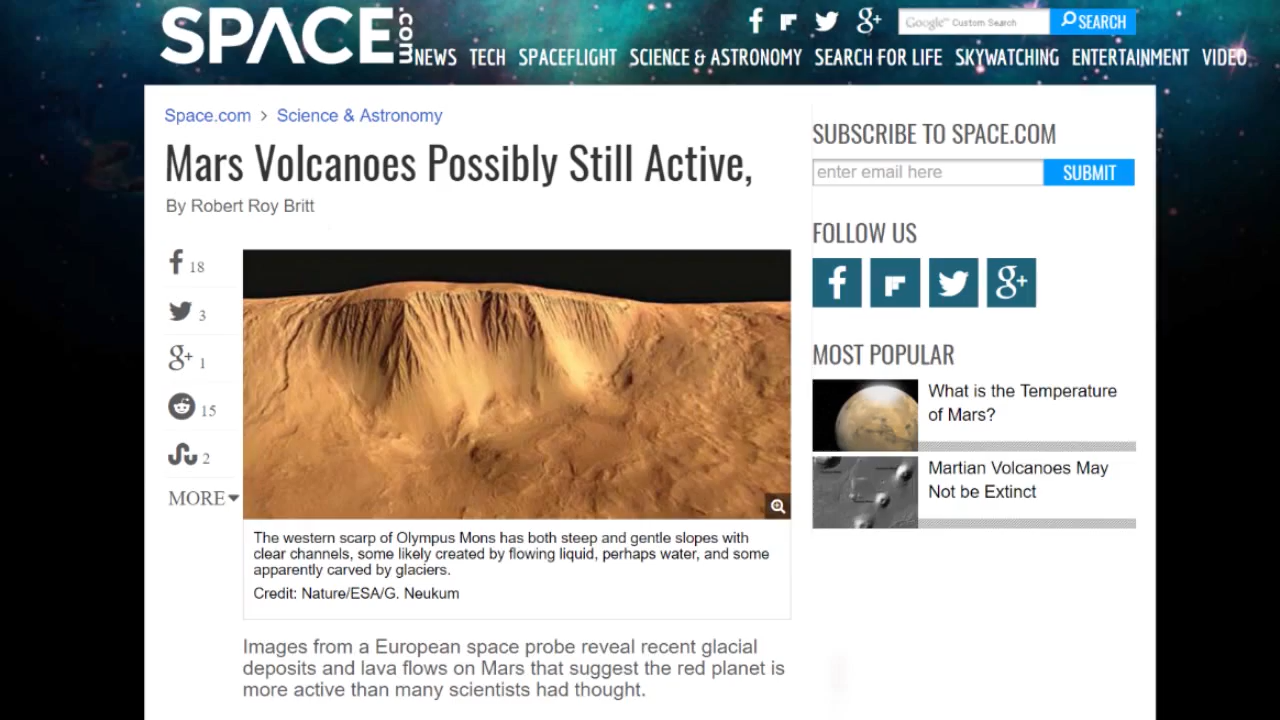 SPACE.com
Google™ Custom Search
SEARCH
NEWS TECH SPACEFLIGHT SCIENCE & ASTRONOMY SEARCH FOR LIFE SKYWATCHING ENTERTAINMENT VIDEO
Space.com > Science & Astronomy
Mars Volcanoes Possibly Still Active,
By Robert Roy Britt
18
3
g+ 1
15
2
MORE
The western scarp of Olympus Mons has both steep and gentle slopes with
clear channels, some likely created by flowing liquid, perhaps water, and some
apparently carved by glaciers.
Credit: Nature/ESA/G. Neukum
Images from a European space probe reveal recent glacial
deposits and lava flows on Mars that suggest the red planet is
more active than many scientists had thought.
SUBSCRIBE TO SPACE.COM
enter email here
SUBMIT
FOLLOW US
MOST POPULAR
What is the Temperature
of Mars?
Martian Volcanoes May
Not be Extinct